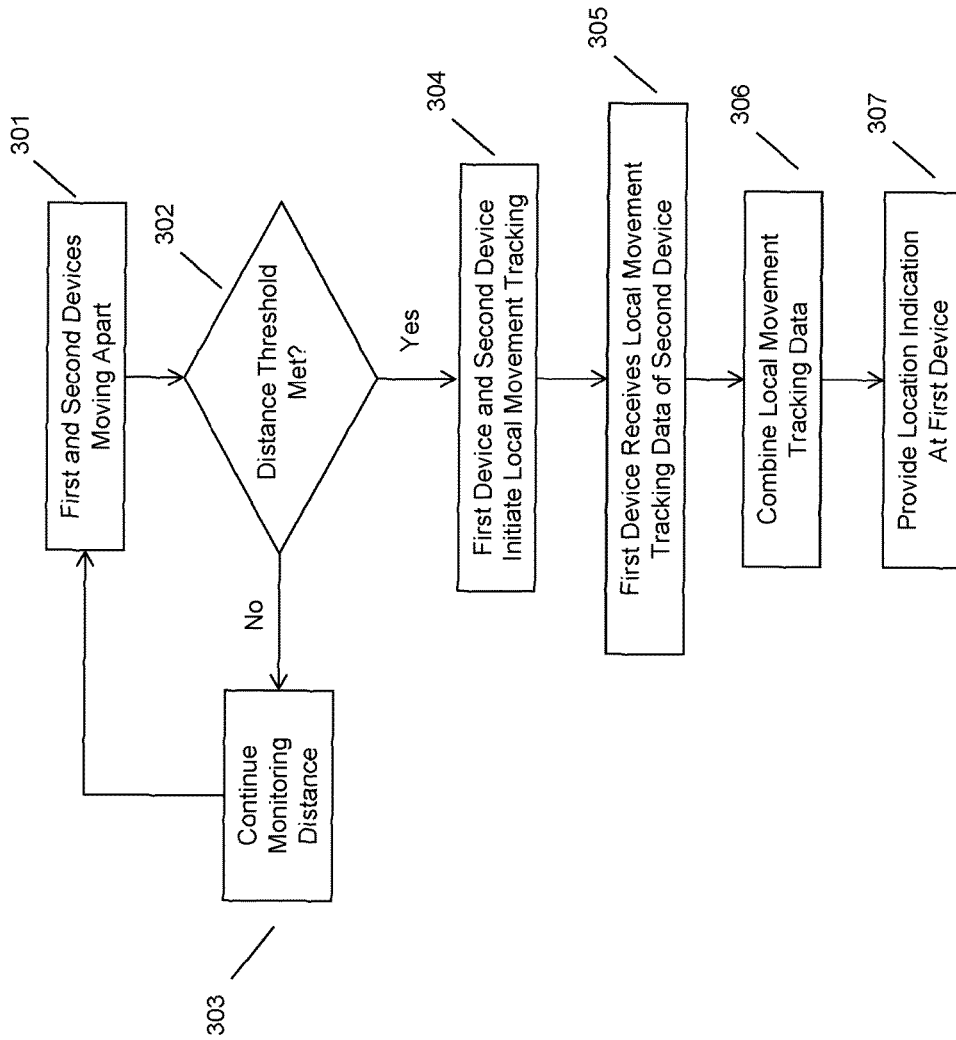 301
First and Second Devices
Moving Apart
302
Distance Threshold
Met?
No
Yes
303
Continue
Monitoring
Distance
304
First Device and Second Device
Initiate Local Movement Tracking
305
First Device Receives Local Movement
Tracking Data of Second Device
306
Combine Local Movement
Tracking Data
307
Provide Location Indication
At First Device